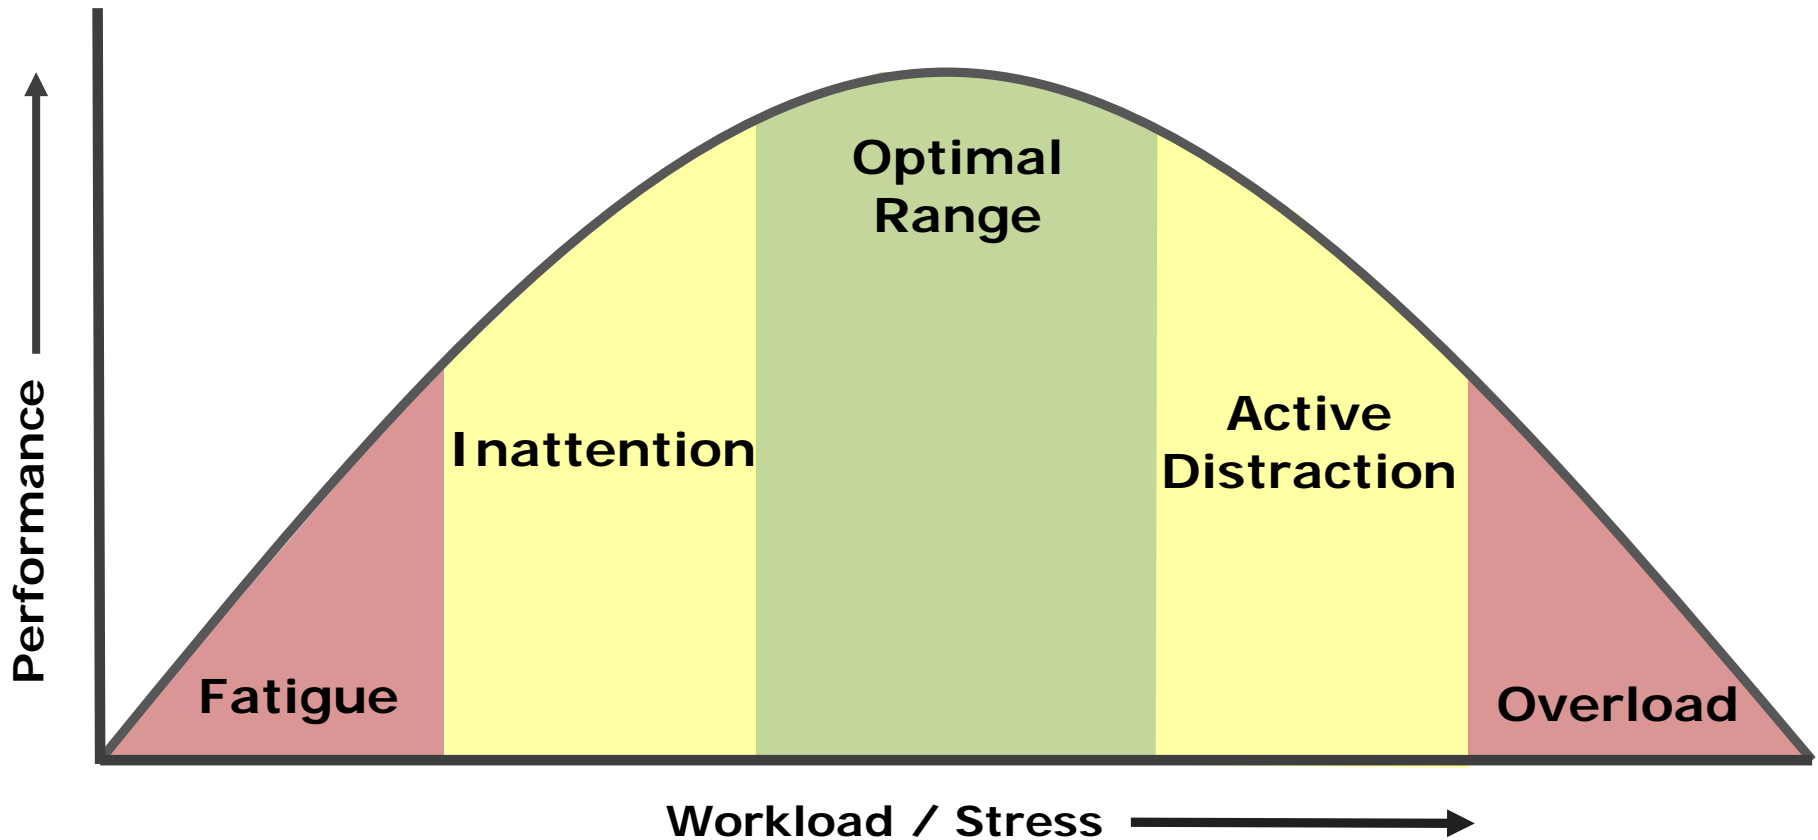 Optimal
Range
Active
Distraction
Inattention
Fatigue
Overload
Performance
Workload / Stress